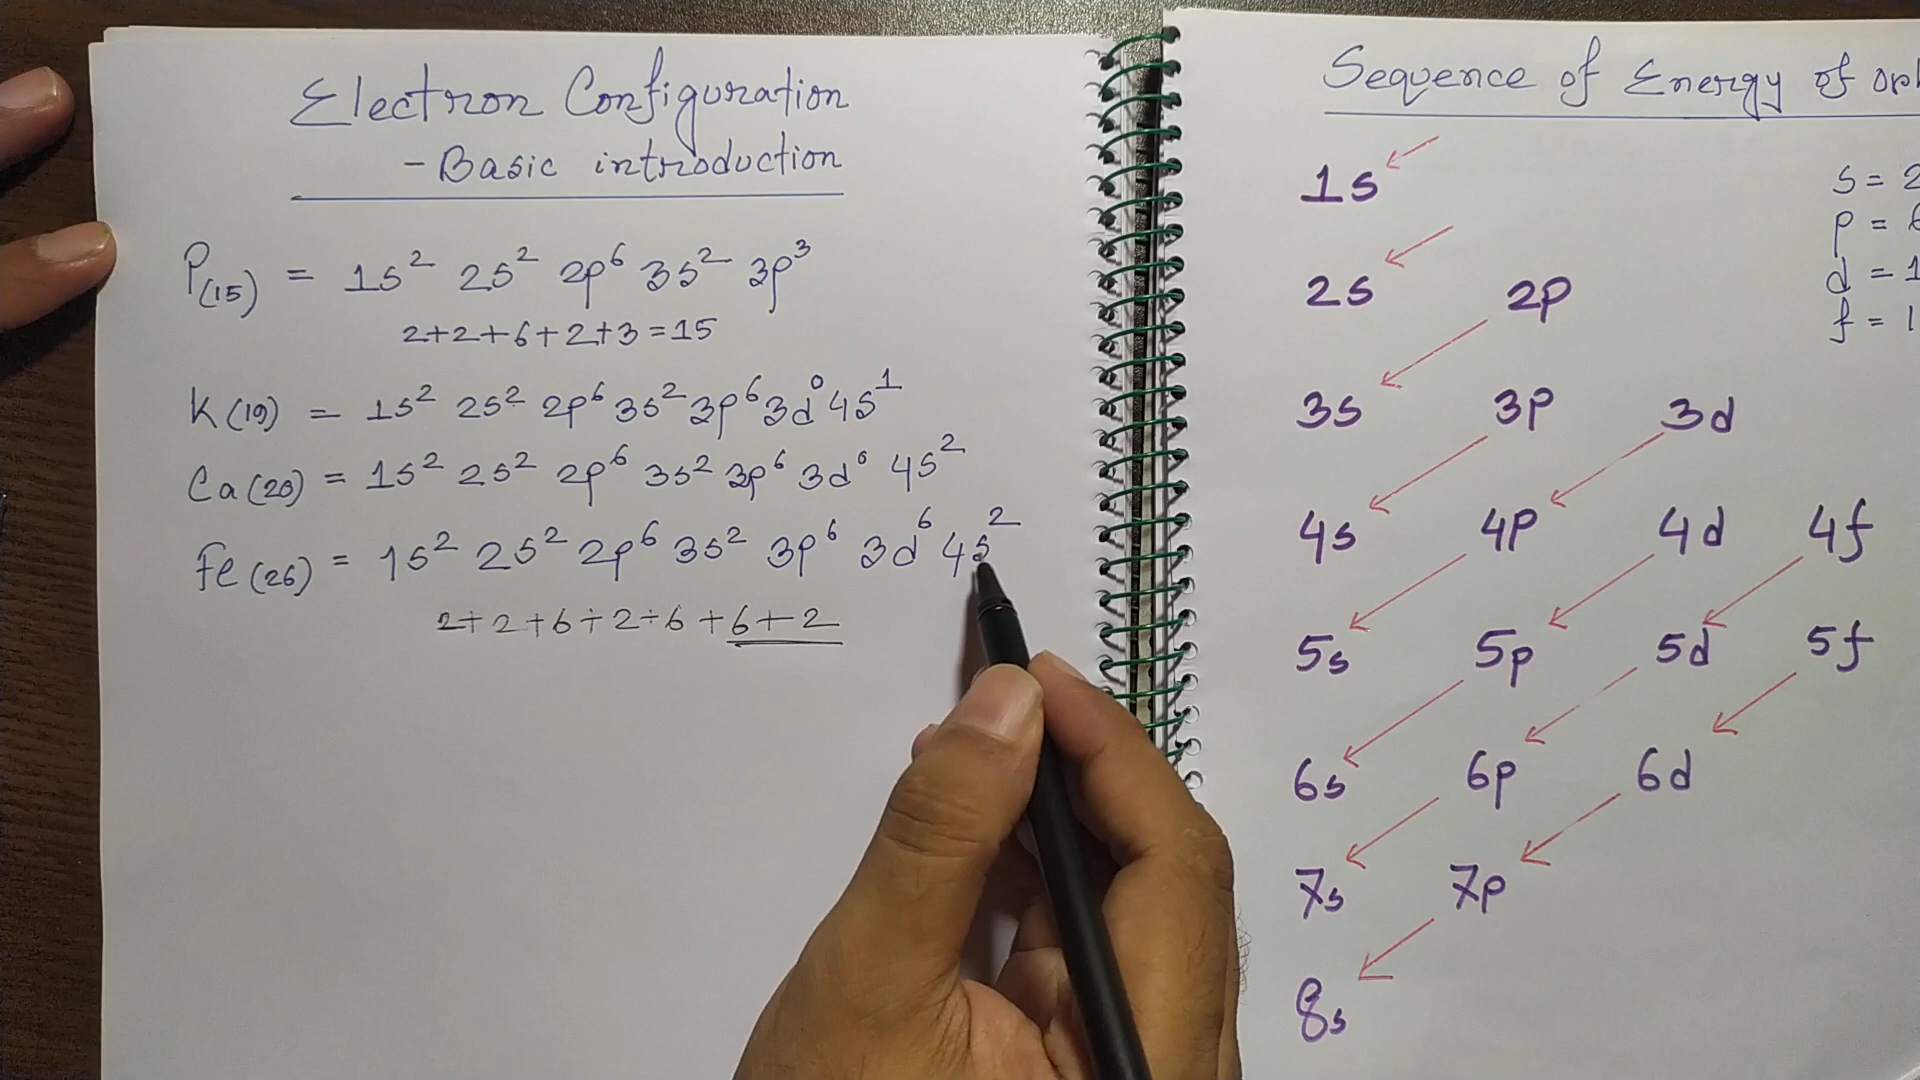 Electron Configuration
- Basic introduction
P(15) = 1s² 2s² 2p⁶ 3s² 3p³
2+2+6+2+3=15
K(19) = 1s² 2s² 2p⁶ 3s² 3p⁶ 3d⁰ 4s¹
Ca(20) = 1s² 2s² 2p⁶ 3s² 3p⁶ 3d⁰ 4s²
Fe(26) = 1s² 2s² 2p⁶ 3s² 3p⁶ 3d⁶ 4s²
2+2+6+2+6+6+2
Sequence of Energy of
1s
2s 2p
3s 3p 3d
4s 4p 4d 4f
5s 5p 5d 5f
6s 6p 6d
7s 7p
8s
s = 2
p =
d = 1
f = 1